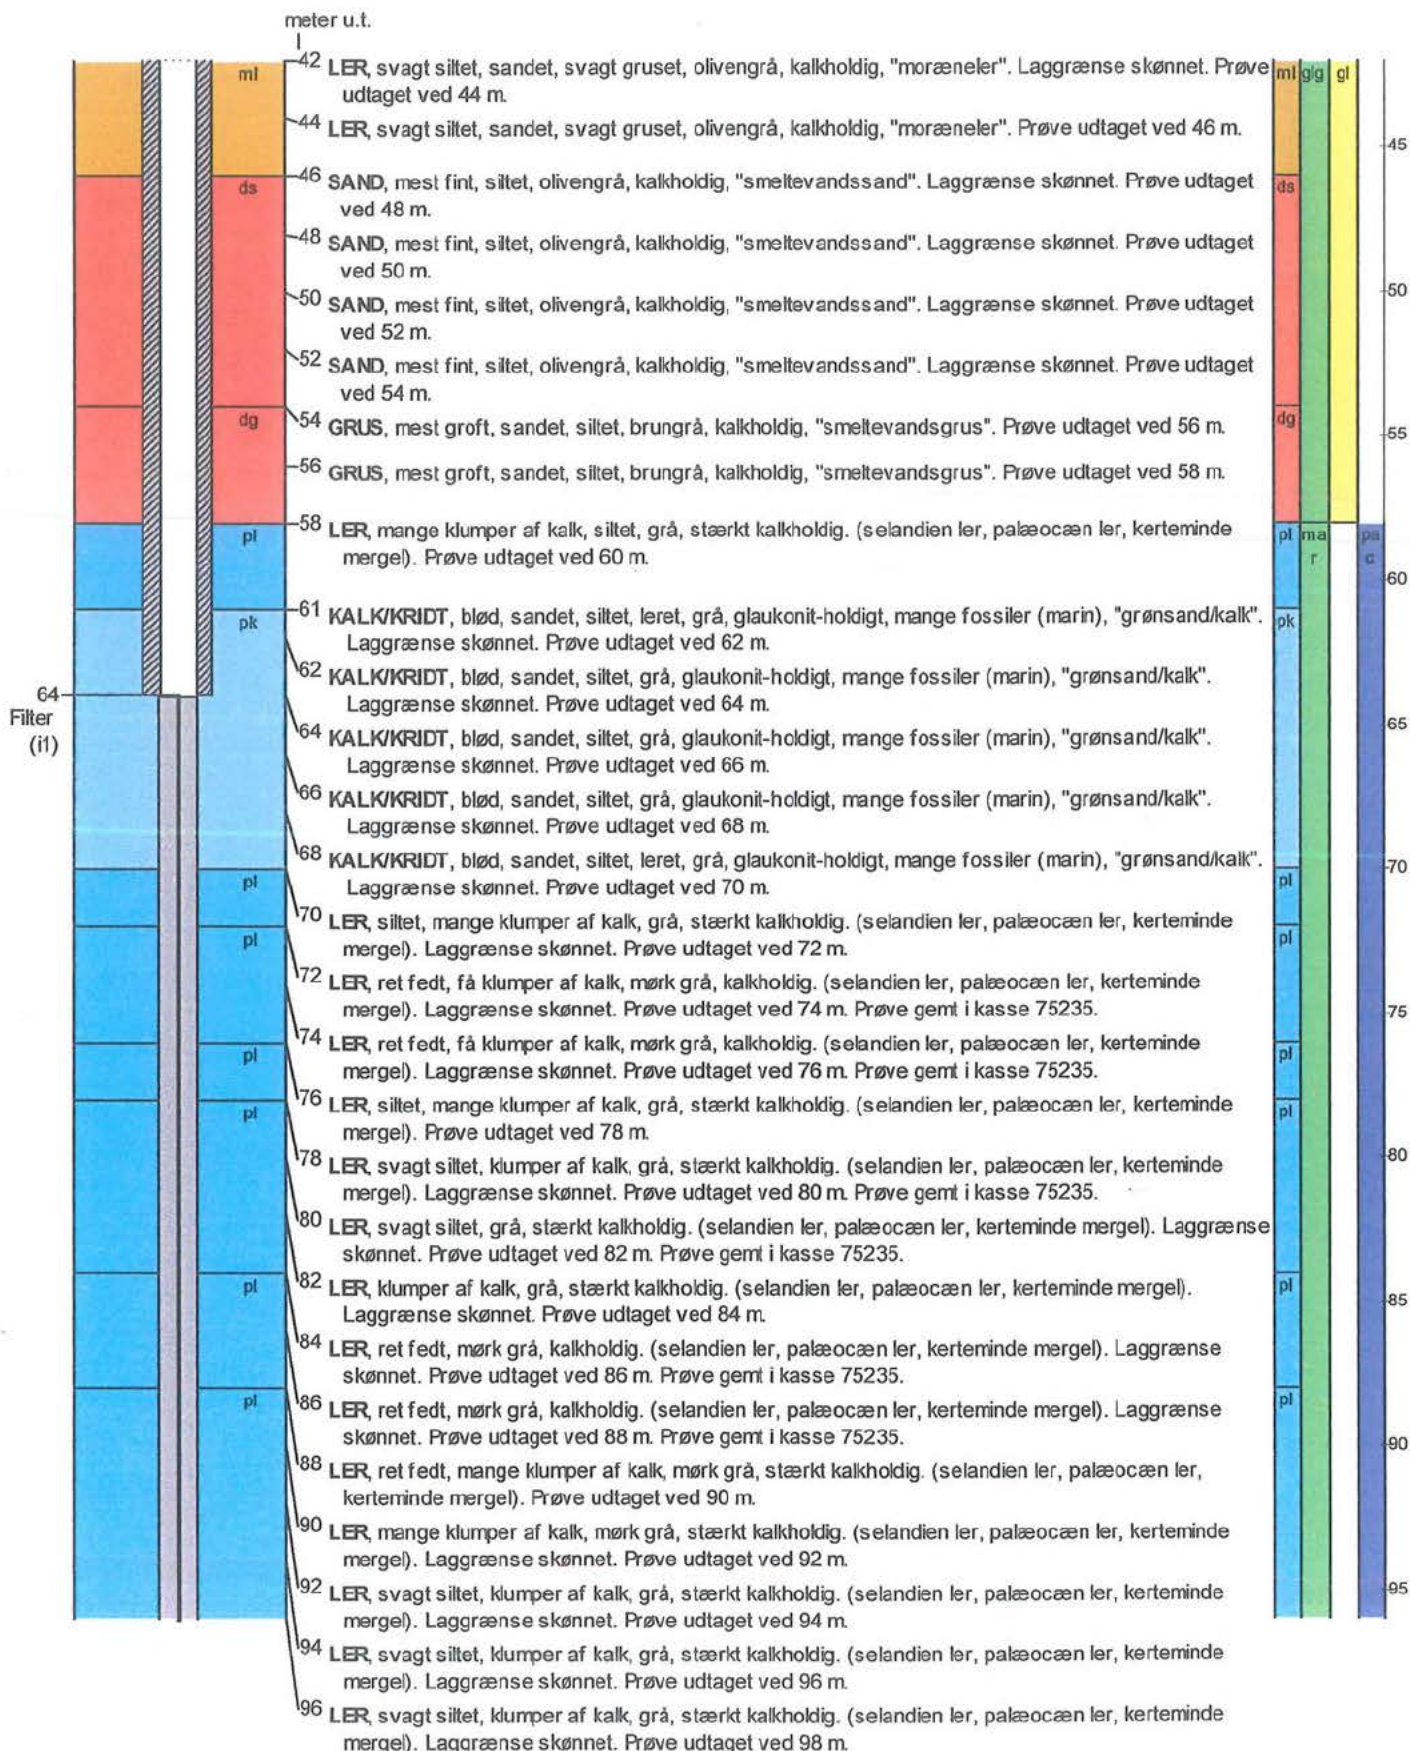 meter u.t.
42 LER, svagt siltet, sandet, svagt gruset, olivengrå, kalkholdig, "moræneler". Laggrænse skønnet. Prøve
udtaget ved 44 m.
44 LER, svagt siltet, sandet, svagt gruset, olivengrå, kalkholdig, "moræneler". Prøve udtaget ved 46 m.
46 SAND, mest fint, siltet, olivengrå, kalkholdig, "smeltevandssand". Laggrænse skønnet. Prøve udtaget
ved 48 m.
48 SAND, mest fint, siltet, olivengrå, kalkholdig, "smeltevandssand". Laggrænse skønnet. Prøve udtaget
ved 50 m.
50 SAND, mest fint, siltet, olivengrå, kalkholdig, "smeltevandssand". Laggrænse skønnet. Prøve udtaget
ved 52 m.
52 SAND, mest fint, siltet, olivengrå, kalkholdig, "smeltevandssand". Laggrænse skønnet. Prøve udtaget
ved 54 m.
54 GRUS, mest groft, sandet, siltet, brungrå, kalkholdig, "smeltevandsgrus". Prøve udtaget ved 56 m.
56 GRUS, mest groft, sandet, siltet, brungrå, kalkholdig, "smeltevandsgrus". Prøve udtaget ved 58 m.
58 LER, mange klumper af kalk, siltet, grå, stærkt kalkholdig. (selandien ler, palæocæn ler, kerteminde
mergel). Prøve udtaget ved 60 m.
61 KALK/KRIDT, blød, sandet, siltet, leret, grå, glaukonit-holdigt, mange fossiler (marin), "grønsand/kalk".
Laggrænse skønnet. Prøve udtaget ved 62 m.
62 KALK/KRIDT, blød, sandet, siltet, grå, glaukonit-holdigt, mange fossiler (marin), "grønsand/kalk".
Laggrænse skønnet. Prøve udtaget ved 64 m.
64 KALK/KRIDT, blød, sandet, siltet, grå, glaukonit-holdigt, mange fossiler (marin), "grønsand/kalk".
Laggrænse skønnet. Prøve udtaget ved 66 m.
66 KALK/KRIDT, blød, sandet, siltet, grå, glaukonit-holdigt, mange fossiler (marin), "grønsand/kalk".
Laggrænse skønnet. Prøve udtaget ved 68 m.
68 KALK/KRIDT, blød, sandet, siltet, leret, grå, glaukonit-holdigt, mange fossiler (marin), "grønsand/kalk".
Laggrænse skønnet. Prøve udtaget ved 70 m.
70 LER, siltet, mange klumper af kalk, grå, stærkt kalkholdig. (selandien ler, palæocæn ler, kerteminde
mergel). Laggrænse skønnet. Prøve udtaget ved 72 m.
72 LER, ret fedt, få klumper af kalk, mørk grå, kalkholdig. (selandien ler, palæocæn ler, kerteminde
mergel). Laggrænse skønnet. Prøve udtaget ved 74 m. Prøve gemt i kasse 75235.
74 LER, ret fedt, få klumper af kalk, mørk grå, kalkholdig. (selandien ler, palæocæn ler, kerteminde
mergel). Laggrænse skønnet. Prøve udtaget ved 76 m. Prøve gemt i kasse 75235.
76 LER, siltet, mange klumper af kalk, grå, stærkt kalkholdig. (selandien ler, palæocæn ler, kerteminde
mergel). Prøve udtaget ved 78 m.
78 LER, svagt siltet, klumper af kalk, grå, stærkt kalkholdig. (selandien ler, palæocæn ler, kerteminde
mergel). Laggrænse skønnet. Prøve udtaget ved 80 m. Prøve gemt i kasse 75235.
80 LER, svagt siltet, grå, stærkt kalkholdig. (selandien ler, palæocæn ler, kerteminde mergel). Laggrænse
skønnet. Prøve udtaget ved 82 m. Prøve gemt i kasse 75235.
82 LER, klumper af kalk, grå, stærkt kalkholdig. (selandien ler, palæocæn ler, kerteminde mergel).
Laggrænse skønnet. Prøve udtaget ved 84 m.
84 LER, ret fedt, mørk grå, kalkholdig. (selandien ler, palæocæn ler, kerteminde mergel). Laggrænse
skønnet. Prøve udtaget ved 86 m. Prøve gemt i kasse 75235.
86 LER, ret fedt, mørk grå, kalkholdig. (selandien ler, palæocæn ler, kerteminde mergel). Laggrænse
skønnet. Prøve udtaget ved 88 m. Prøve gemt i kasse 75235.
88 LER, ret fedt, mange klumper af kalk, mørk grå, stærkt kalkholdig. (selandien ler, palæocæn ler,
kerteminde mergel). Prøve udtaget ved 90 m.
90 LER, mange klumper af kalk, mørk grå, stærkt kalkholdig. (selandien ler, palæocæn ler, kerteminde
mergel). Laggrænse skønnet. Prøve udtaget ved 92 m.
92 LER, svagt siltet, klumper af kalk, grå, stærkt kalkholdig. (selandien ler, palæocæn ler, kerteminde
mergel). Laggrænse skønnet. Prøve udtaget ved 94 m.
94 LER, svagt siltet, klumper af kalk, grå, stærkt kalkholdig. (selandien ler, palæocæn ler, kerteminde
mergel). Laggrænse skønnet. Prøve udtaget ved 96 m.
96 LER, svagt siltet, klumper af kalk, grå, stærkt kalkholdig. (selandien ler, palæocæn ler, kerteminde
mergel). Laggrænse skønnet. Prøve udtaget ved 98 m.
64
Filter
(i1)
ml
ds
dg
pl
pk
pl
pl
pl
pl
pl
pl
ml glg gl
ds
dg
pl ma
r
pk
pl
pl
pl
pl
pl
pl
45
50
55
60
65
70
75
80
85
90
95